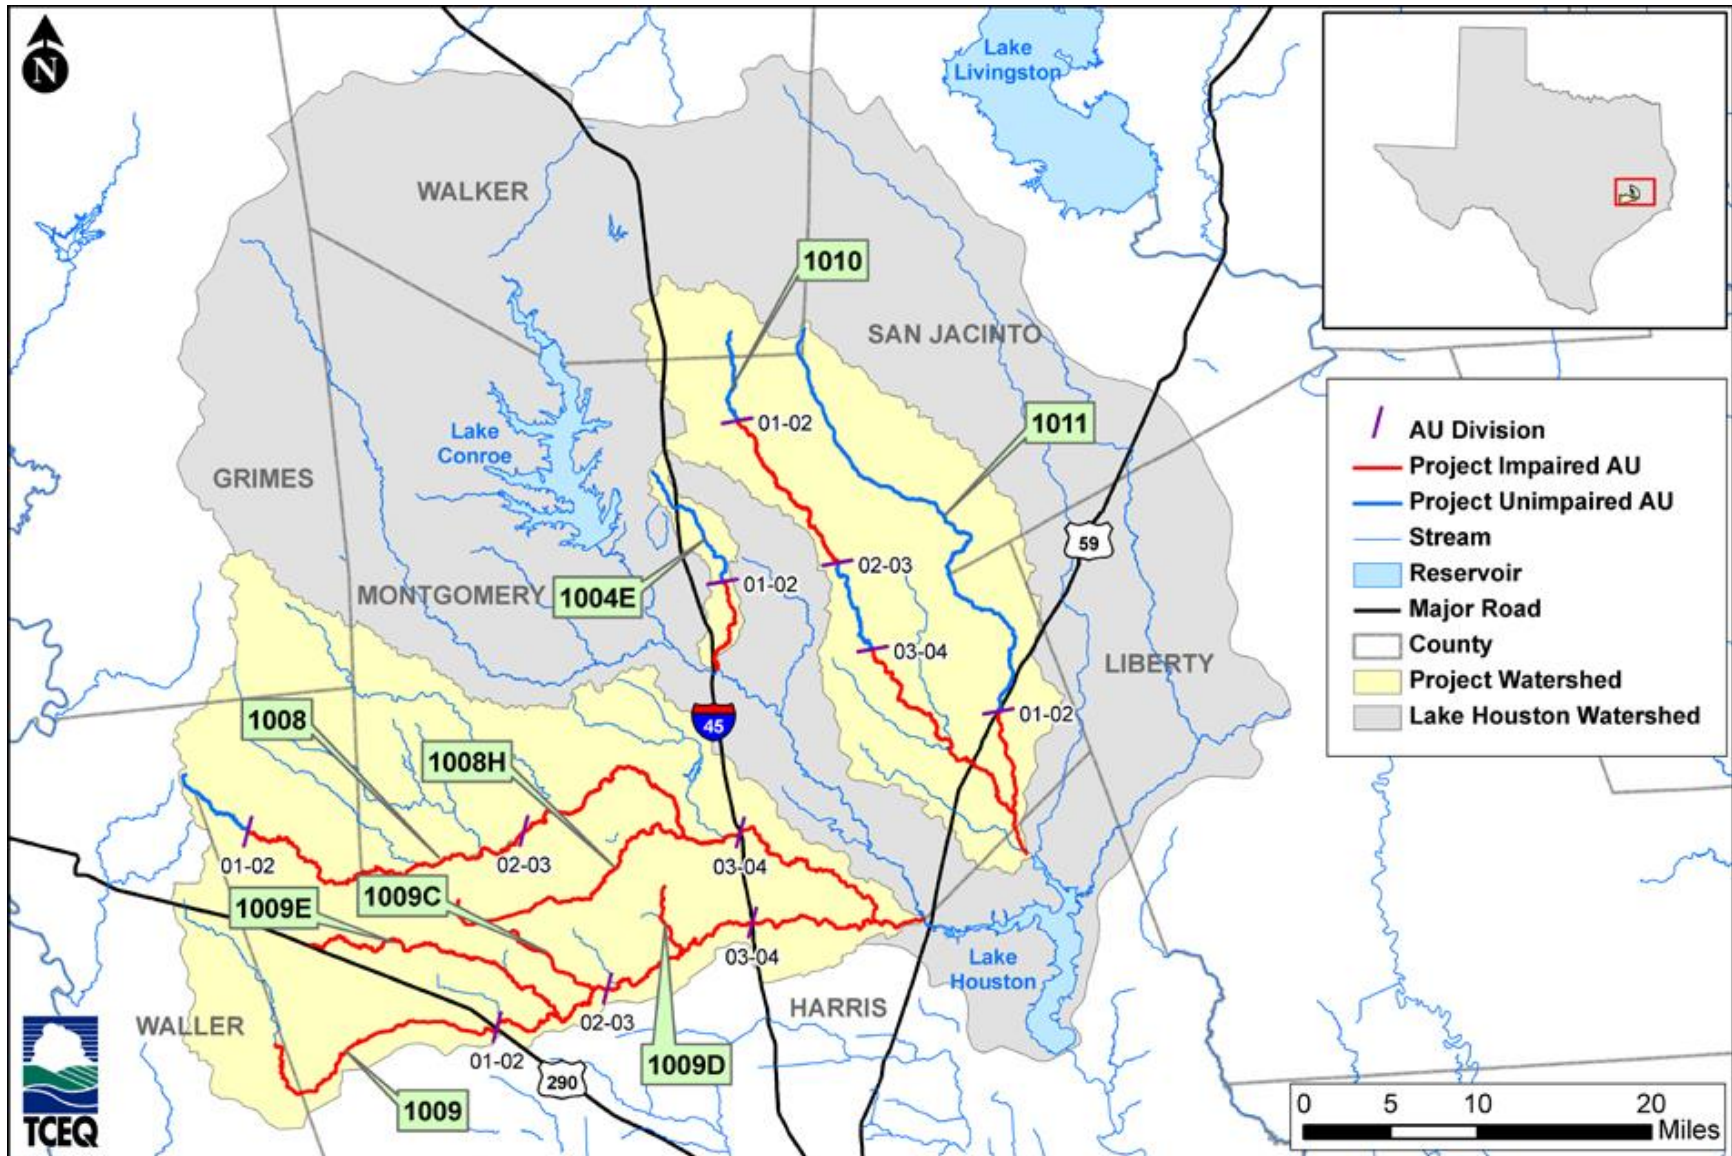 N
Lake
Livingston
WALKER
1010
SAN JACINTO
01-02
1011
Lake
Conroe
GRIMES
59
02-03
01-02
MONTGOMERY
1004E
03-04
LIBERTY
01-02
1008
45
1008H
01-02
02-03
03-04
1009C
1009E
03-04
Lake
Houston
HARRIS
02-03
WALLER
01-02
1009D
290
1009
TCEQ
AU Division
Project Impaired AU
Project Unimpaired AU
Stream
Reservoir
Major Road
County
Project Watershed
Lake Houston Watershed
0 5 10 20
Miles